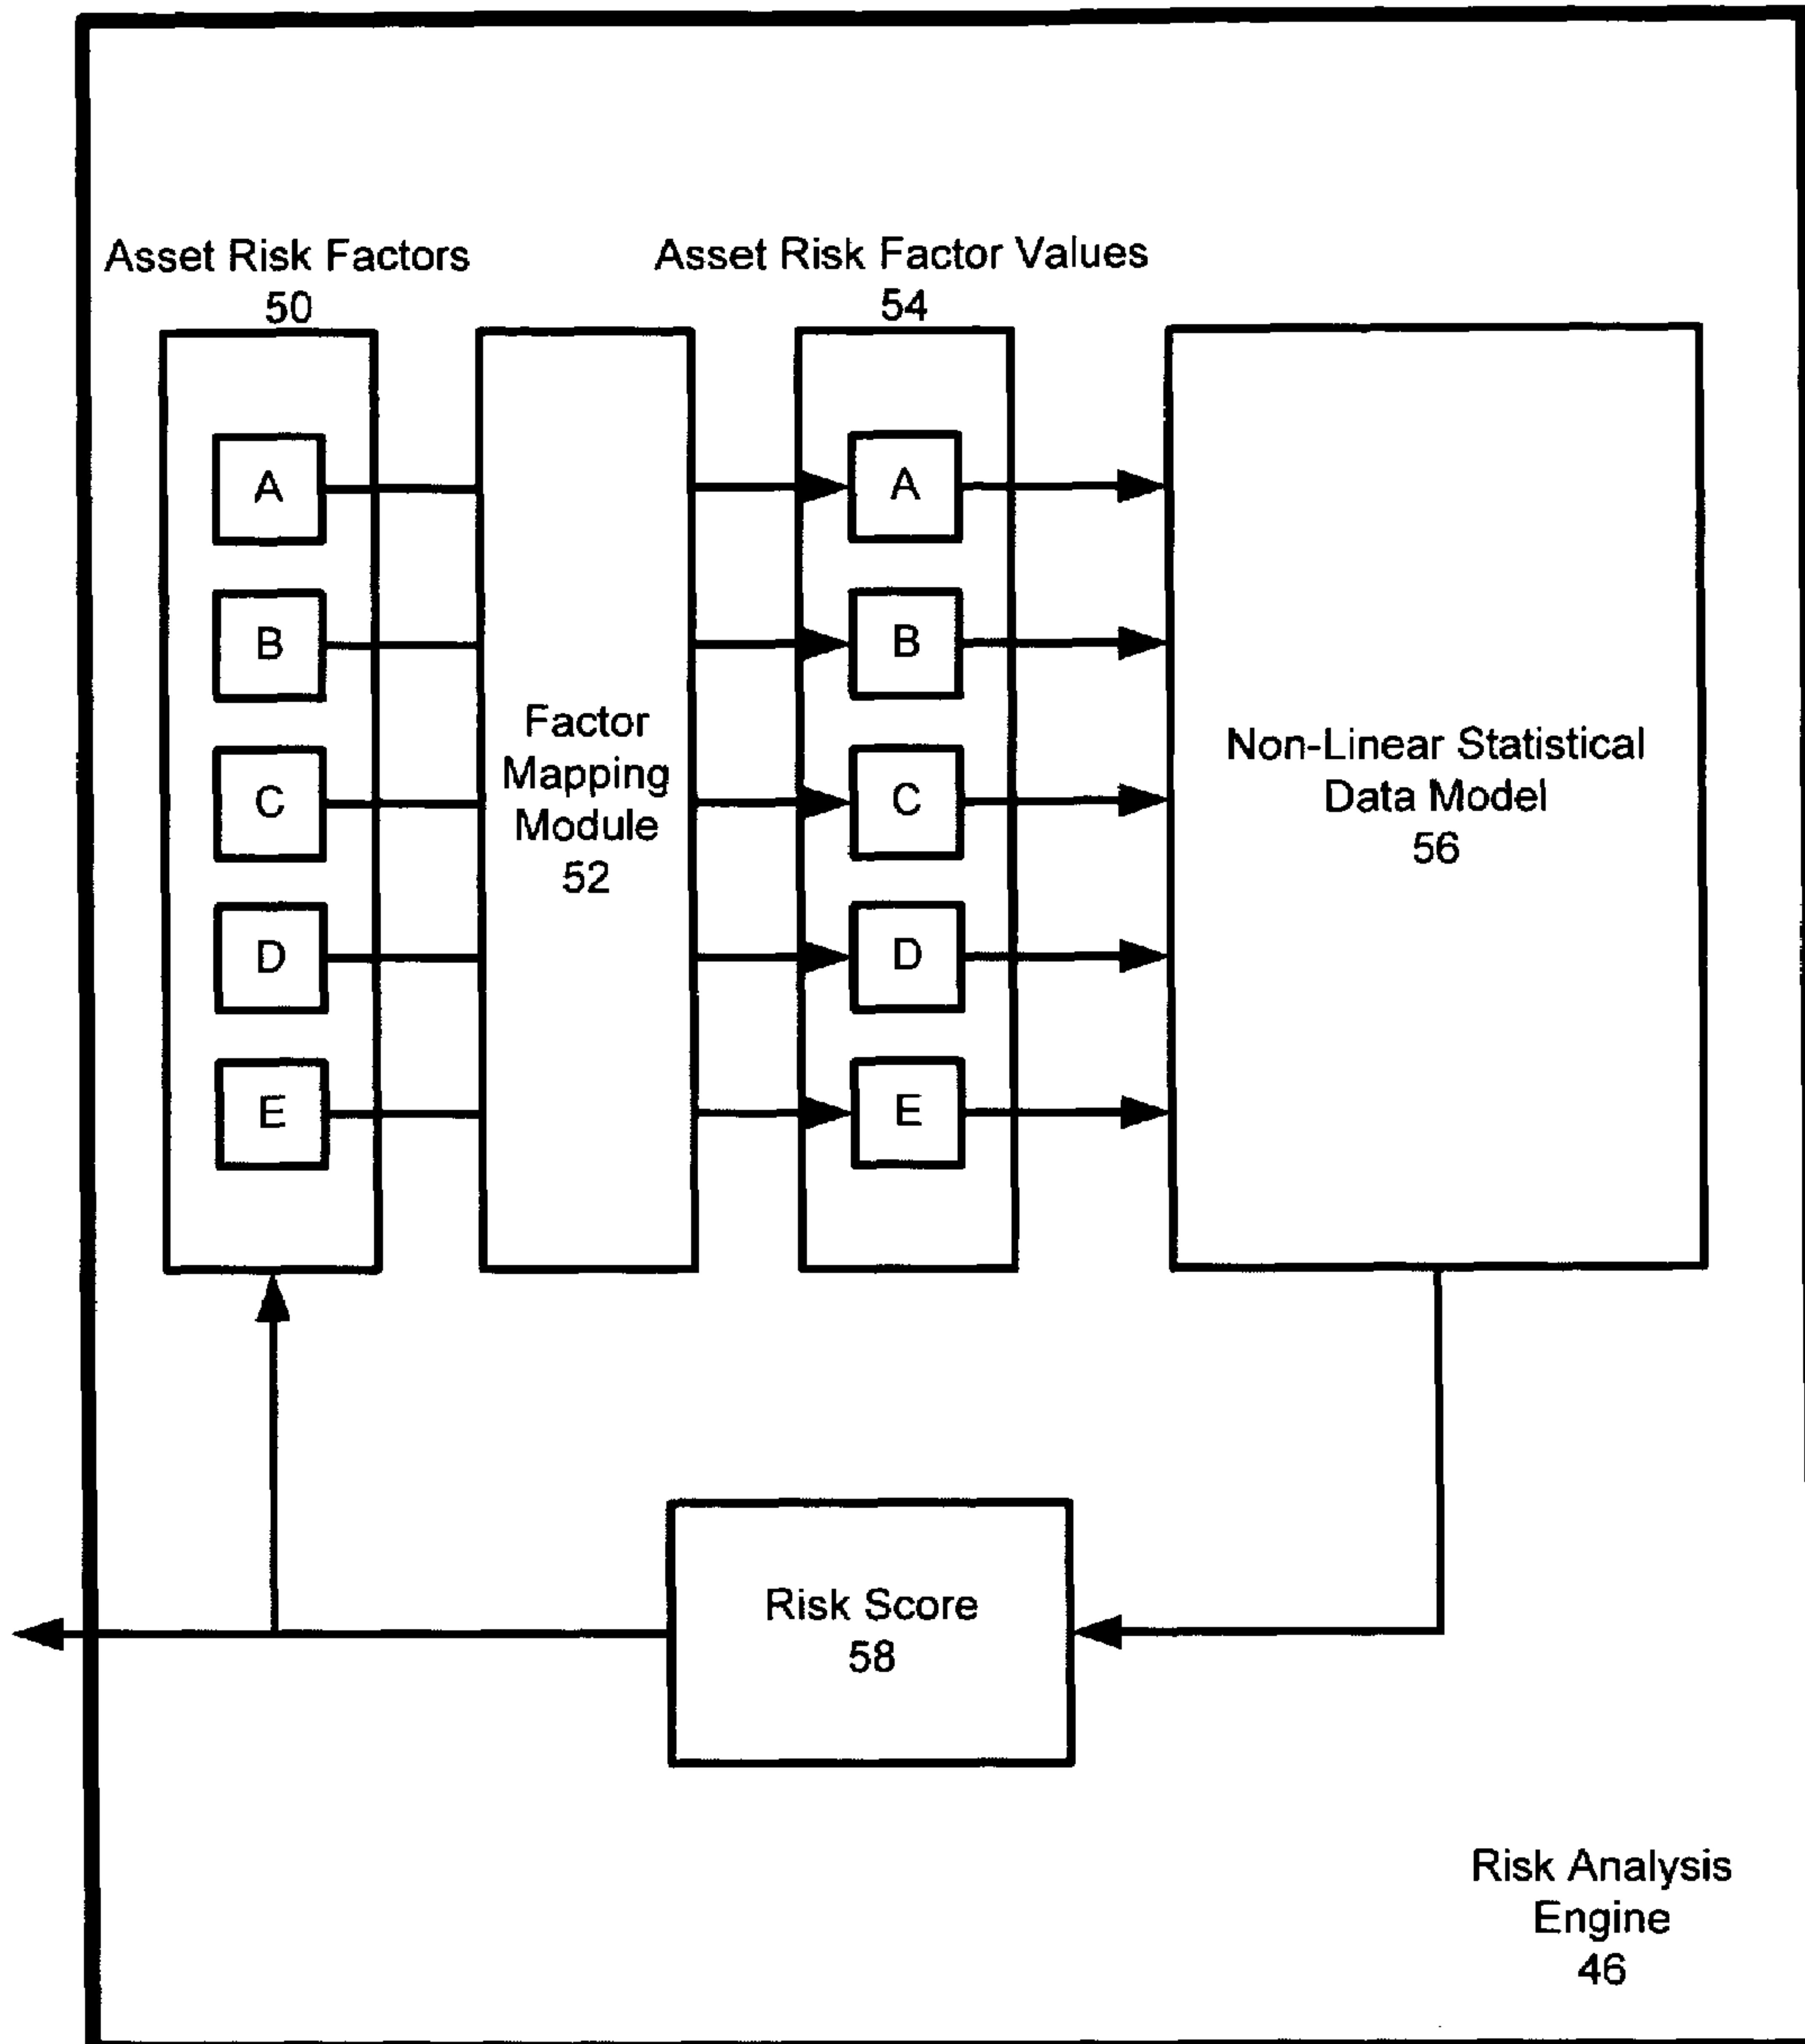 Asset Risk Factors
50
Asset Risk Factor Values
54
A
B
C
D
E
Factor
Mapping
Module
52
A
B
C
D
E
Non-Linear Statistical
Data Model
56
Risk Score
58
Risk Analysis
Engine
46